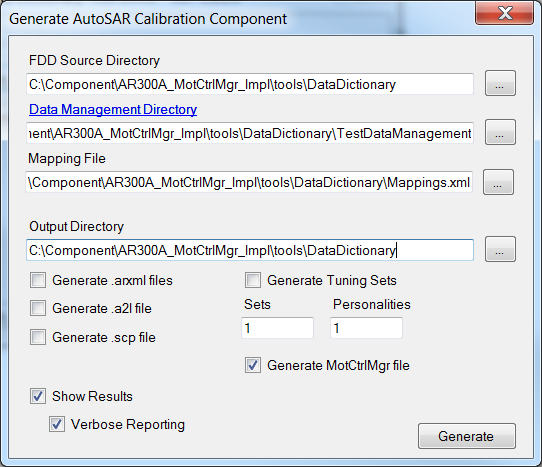 Generate AutoSAR Calibration Component
FDD Source Directory
C:\Component\AR300A_MotCtrlMgr_Impl\tools\DataDictionary
...
Data Management Directory
nent\AR300A_MotCtrlMgr_Impl\tools\DataDictionary\TestDataManagement
...
Mapping File
\Component\AR300A_MotCtrlMgr_Impl\tools\DataDictionary\Mappings.xml
...
Output Directory
C:\Component\AR300A_MotCtrlMgr_Impl\tools\DataDictionary
...
Generate .arxml files
Generate .a2l file
Generate .scp file
Generate Tuning Sets
Sets Personalities
1 1
Generate MotCtrlMgr file
Show Results
Verbose Reporting
Generate